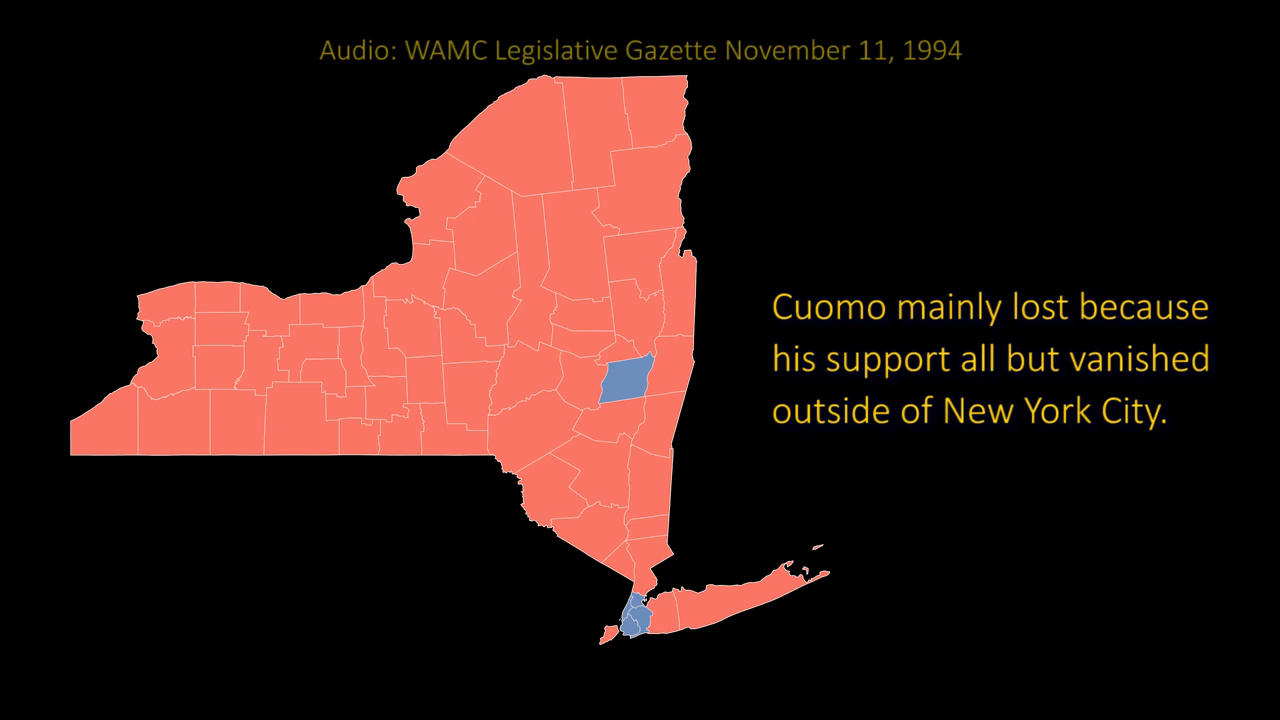 Audio: WAMC Legislative Gazette November 11, 1994
Cuomo mainly lost because
his support all but vanished
outside of New York City.